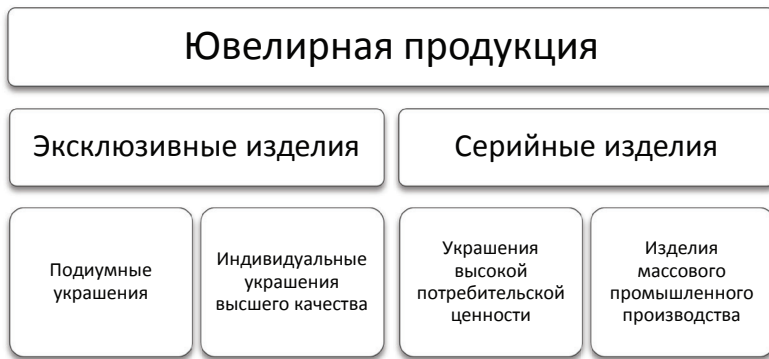 Ювелирная продукция
Эксклюзивные изделия
Серийные изделия
Подиумные
украшения
Индивидуальные
украшения
высшего качества
Украшения
высокой
потребительской
ценности
Изделия
массового
промышленного
производства